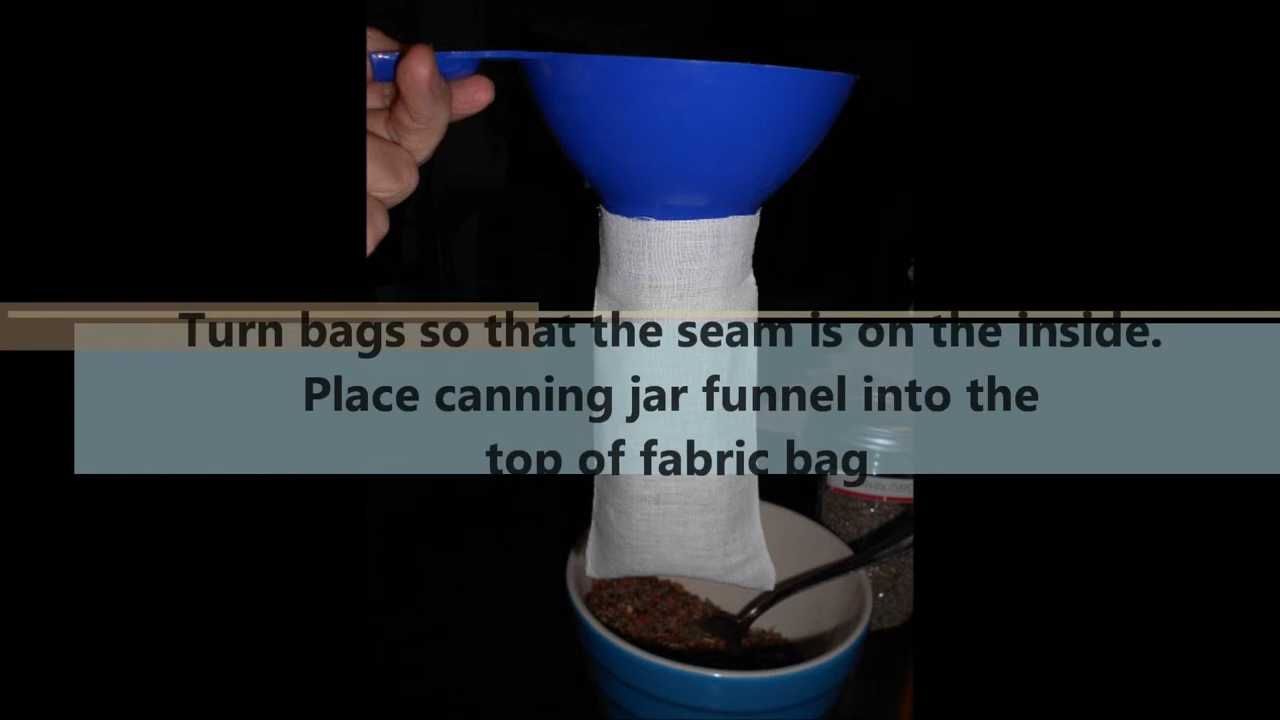 Turn bags so that the seam is on the inside.
Place canning jar funnel into the
top of fabric bag